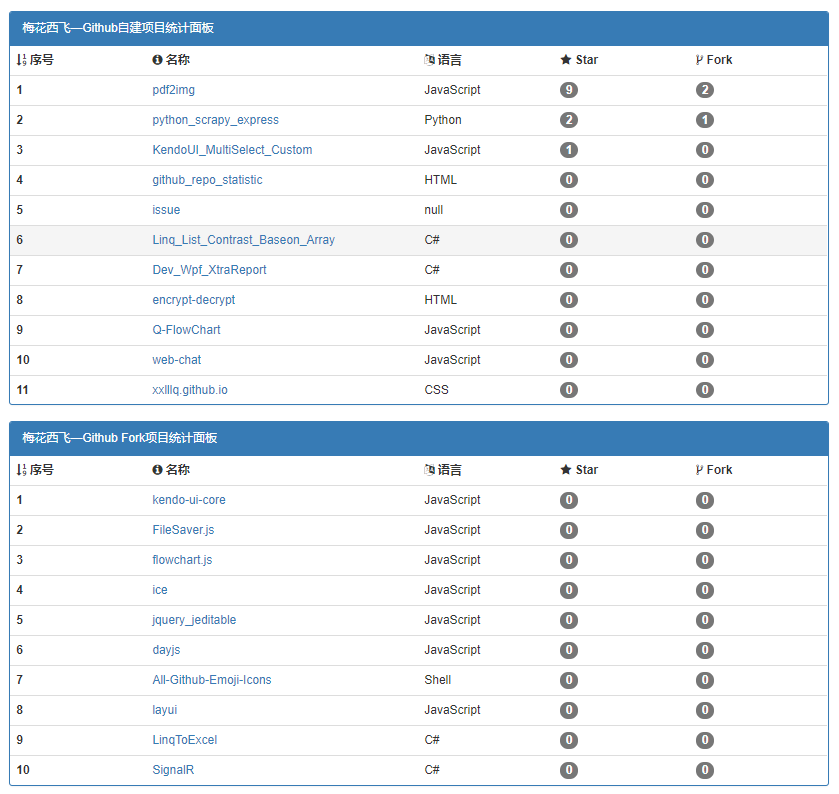 梅花西飞—Github自建项目统计面板
序号 名称 语言 Star Fork
1 pdf2img JavaScript 9 2
2 python_scrapy_express Python 2 1
3 KendoUI_MultiSelect_Custom JavaScript 1 0
4 github_repo_statistic HTML 0 0
5 issue null 0 0
6 Linq_List_Contrast_Baseon_Array C# 0 0
7 Dev_Wpf_XtraReport C# 0 0
8 encrypt-decrypt HTML 0 0
9 Q-FlowChart JavaScript 0 0
10 web-chat JavaScript 0 0
11 xxlllq.github.io CSS 0 0
梅花西飞—Github Fork项目统计面板
序号 名称 语言 Star Fork
1 kendo-ui-core JavaScript 0 0
2 FileSaver.js JavaScript 0 0
3 flowchart.js JavaScript 0 0
4 ice JavaScript 0 0
5 jquery_jeditable JavaScript 0 0
6 dayjs JavaScript 0 0
7 All-Github-Emoji-Icons Shell 0 0
8 layui JavaScript 0 0
9 LinqToExcel C# 0 0
10 SignalR C# 0 0